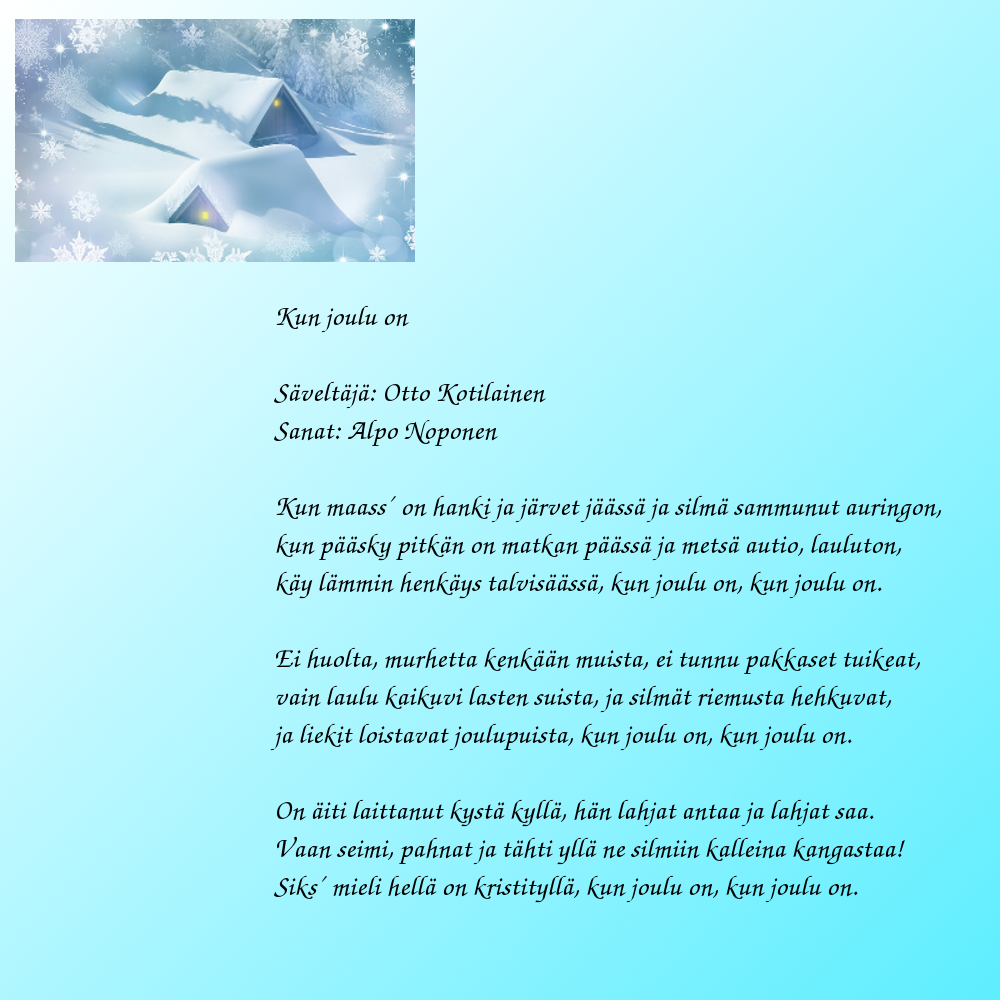 Kun joulu on
Säveltäjä: Otto Kotilainen
Sanat: Alpo Noponen
Kun maass´ on hanki ja järvet jäässä ja silmä sammunut auringon,
kun pääsky pitkän on matkan päässä ja metsä autio, lauluton,
käy lämmin henkäys talvisäässä, kun joulu on, kun joulu on.
Ei huolta, murhetta kenkään muista, ei tunnu pakkaset tuikeat,
vain laulu kaikuvi lasten suista, ja silmät riemusta hehkuvat,
ja liekit loistavat joulupuista, kun joulu on, kun joulu on.
On äiti laittanut kystä kyllä, hän lahjat antaa ja lahjat saa.
Vaan seimi, pahnat ja tähti yllä ne silmiin kalleina kangastaa!
Siks´ mieli hellä on kristityllä, kun joulu on, kun joulu on.